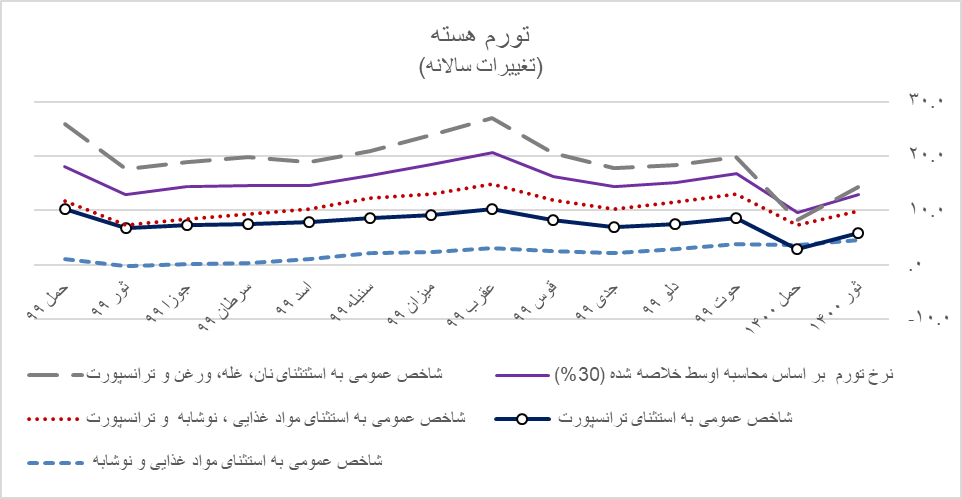 تورم هسته
(تغییرات سالانه)
۳۰.۰
۲۰.۰
۱۰.۰
.۰
-۱۰.۰
حمل ۹۹
ثور ۹۹
جوزا ۹۹
سرطان ۹۹
اسد ۹۹
سنبله ۹۹
میزان ۹۹
عقرب ۹۹
قوس ۹۹
جدی ۹۹
دلو ۹۹
حوت ۹۹
حمل ۱۴۰۰
ثور ۱۴۰۰
نرخ تورم بر اساس محاسبه اوسط خلاصه شده (30%)
شاخص عمومی به اسثتثنای نان، غله، ورغن و ترانسپورت
شاخص عمومی به استثنای ترانسپورت
شاخص عمومی به استثنای مواد غذایی ، نوشابه و ترانسپورت
شاخص عمومی به استثنای مواد غذایی و نوشابه